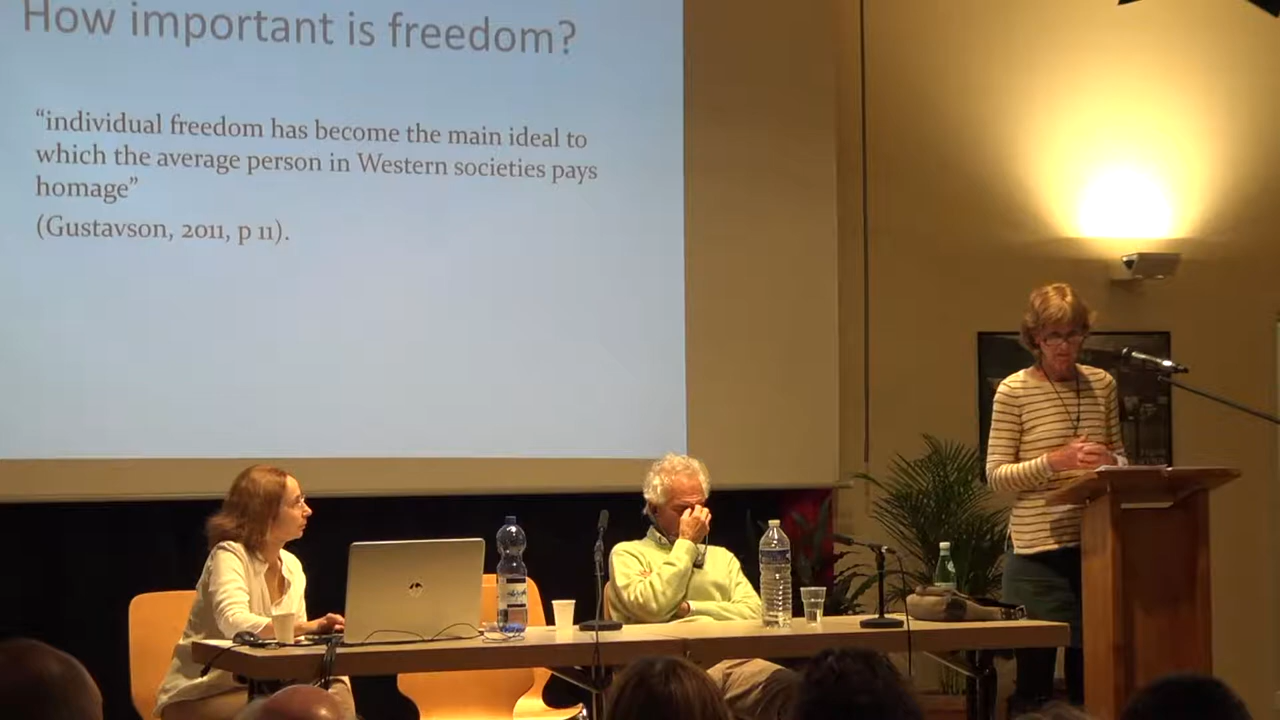 How important is freedom?
“individual freedom has become the main ideal to
which the average person in Western societies pays
homage”
(Gustavson, 2011, p 11).